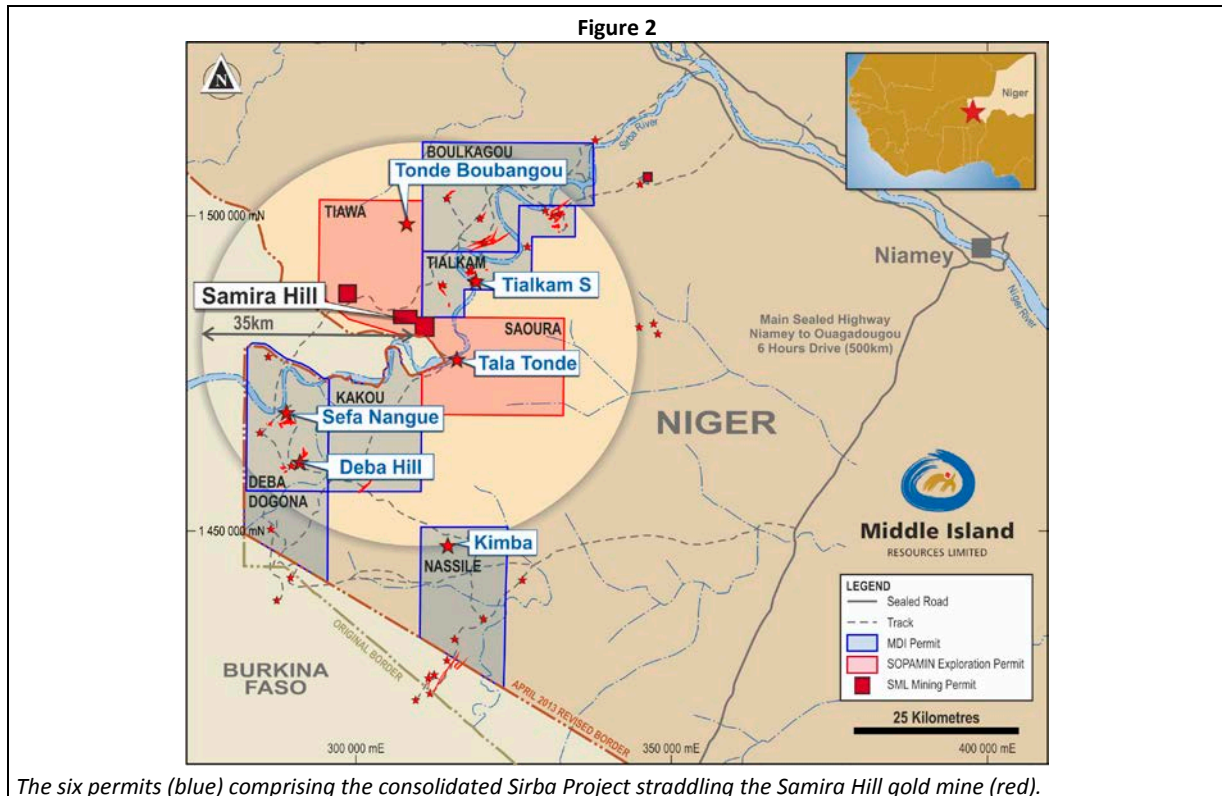 Figure 2
N
Niger
Sirba River
BOULKAGOU
Tonde Boubangou
TIAWA
1 500 000 mN
Niamey
TIALKAM
Tialkam S
Niger River
Samira Hill
35km
SAOURA
Main Sealed Highway
Niamey to Ouagadougou
6 Hours Drive (500km)
Tala Tonde
KAKOU
Sefa Nangue
NIGER
Deba Hill
DEBA
DOGONA
1 450 000 mN
Kimba
NASSILE
Middle Island
RESOURCES LIMITED
LEGEND
Sealed Road
Track
MDI Permit
SOPAMIN Exploration Permit
SML Mining Permit
ORIGINAL BORDER
BURKINA
FASO
APRIL 2013 REVISED BORDER
25 Kilometres
300 000 mE
350 000 mE
400 000 mE
The six permits (blue) comprising the consolidated Sirba Project straddling the Samira Hill gold mine (red).